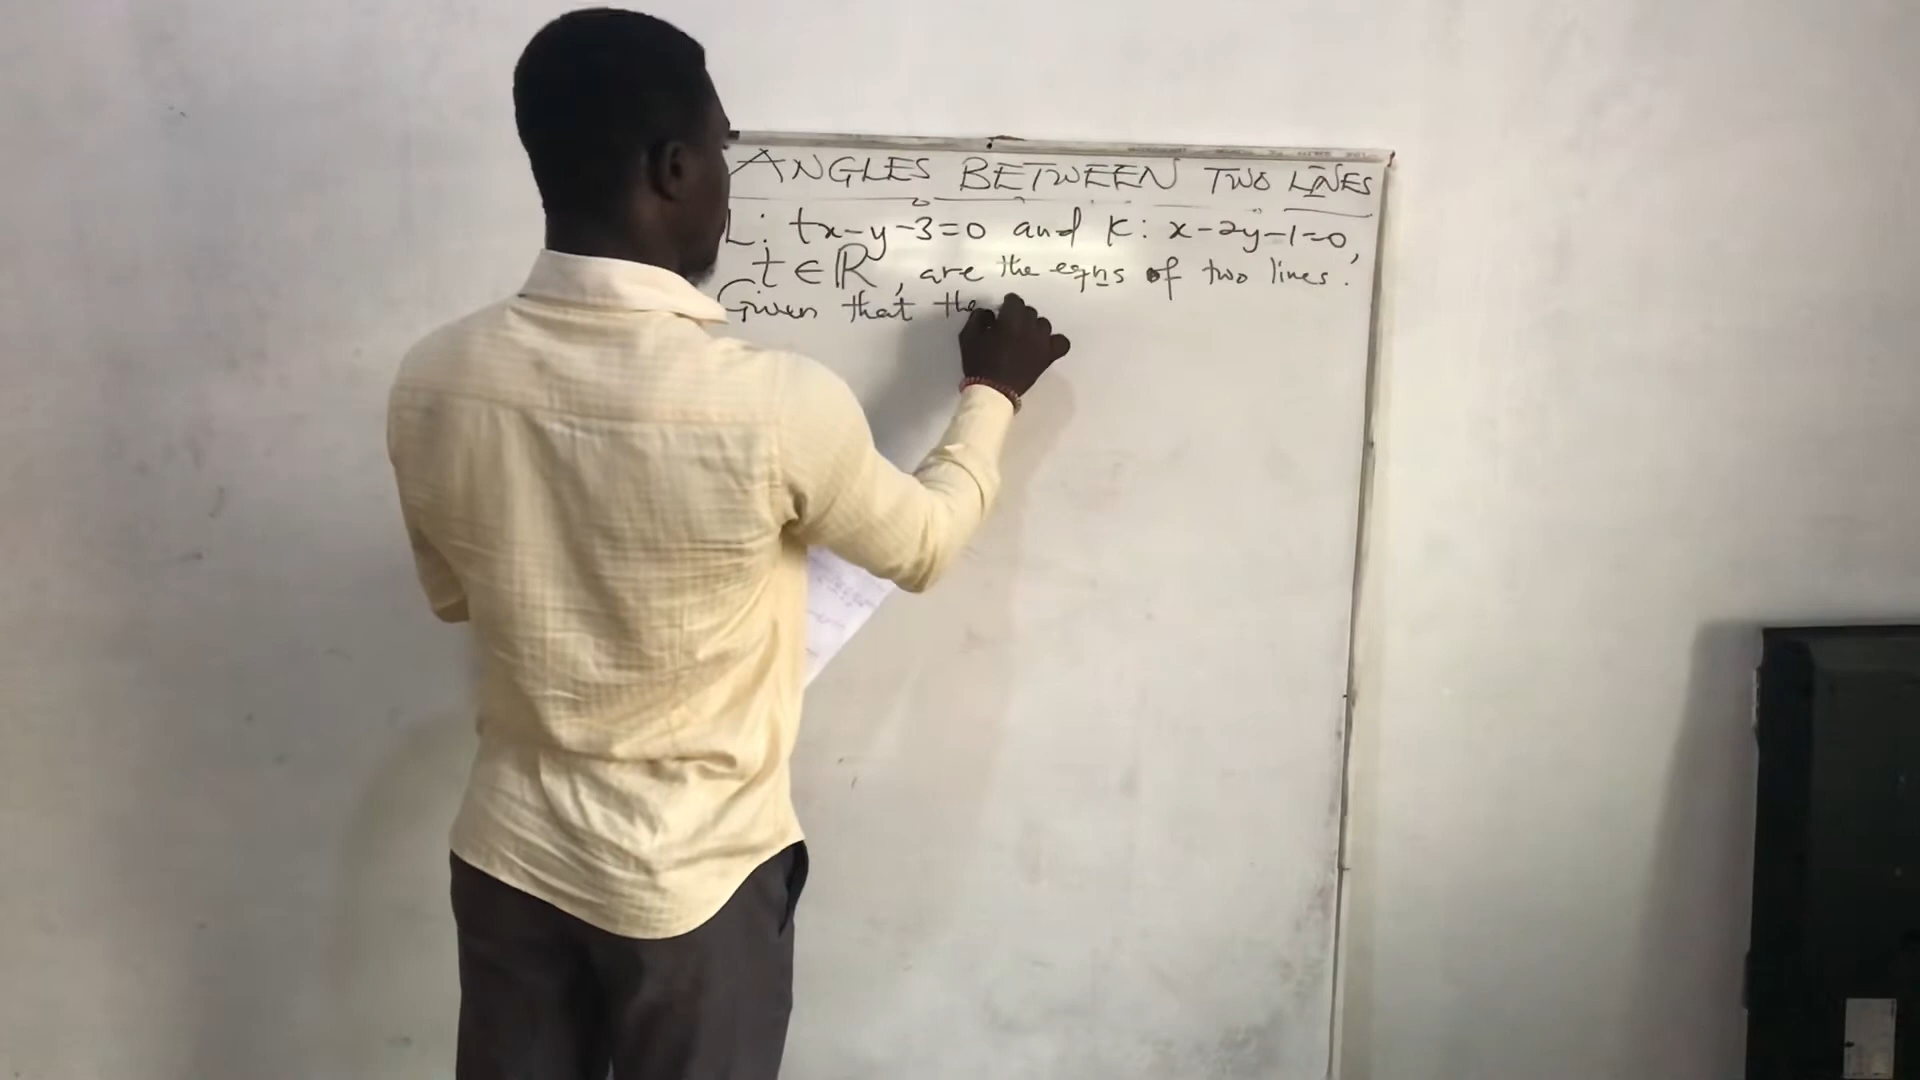 ANGLES BETWEEN TWO LINES
L: tx-y-3=0 and K: x-2y-1=0,
t∈ℝ, are the eqns of two lines.
Given that the